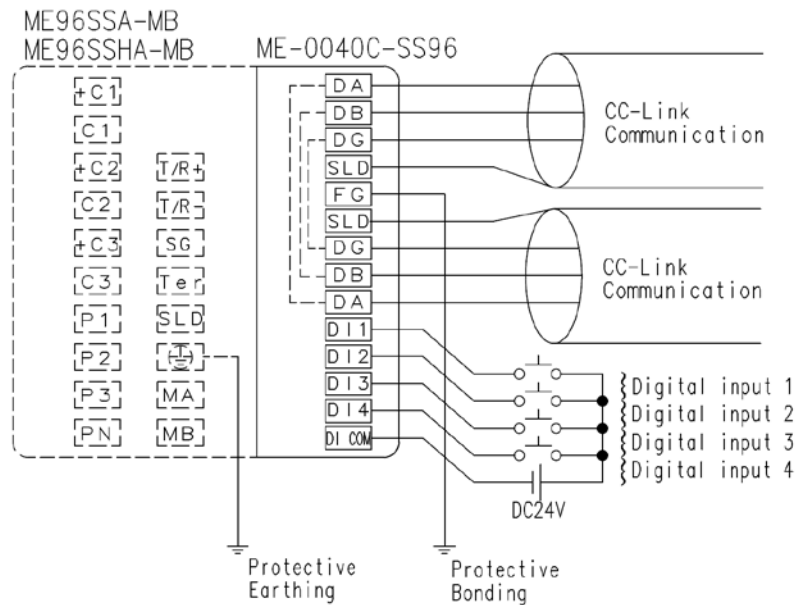 ME96SSA-MB
ME96SSHA-MB
ME-0040C-SS96
+C1
C1
+C2
C2
+C3
C3
P1
P2
P3
PN
T/R+
T/R-
SG
Ter
SLD
MA
MB
DA
DB
DG
SLD
FG
SLD
DG
DB
DA
DI1
DI2
DI3
DI4
DI COM
CC-Link
Communication
CC-Link
Communication
Digital input 1
Digital input 2
Digital input 3
Digital input 4
DC24V
Protective
Earthing
Protective
Bonding